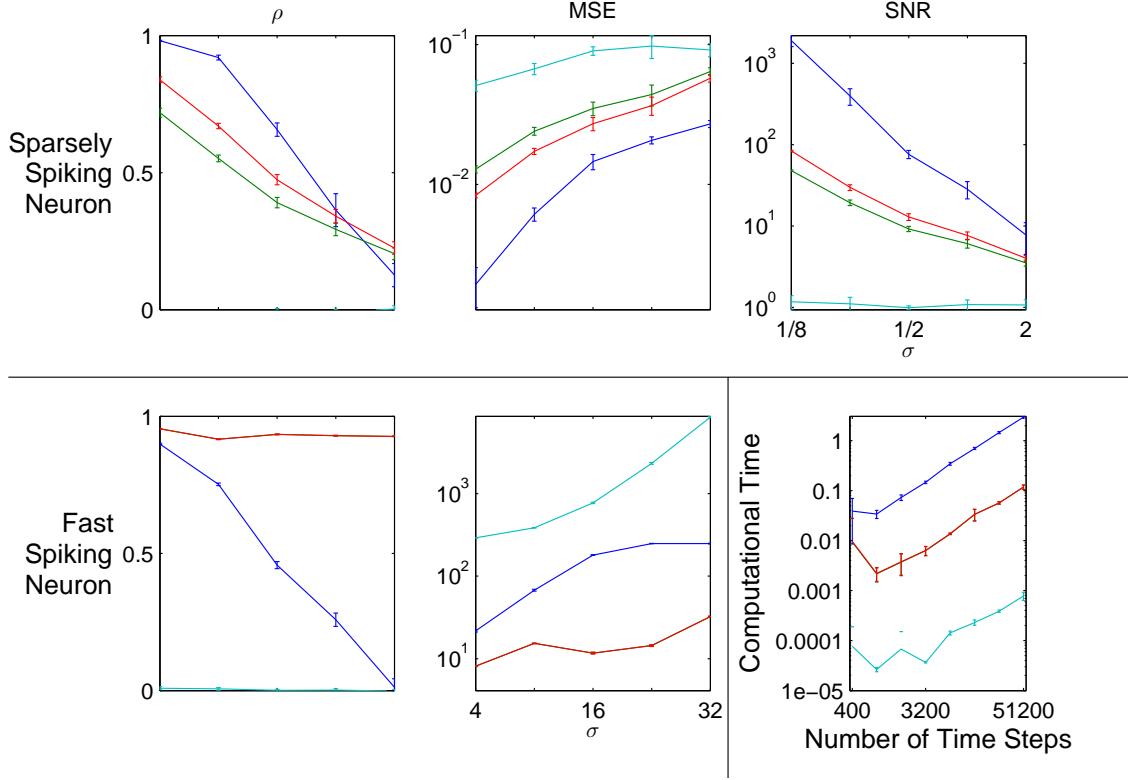 ρ
MSE
SNR
Sparsely
Spiking
Neuron
1
0.5
0
10^-1
10^-2
10^3
10^2
10^1
10^0
1/8
1/2
2
σ
Fast
Spiking
Neuron
1
0.5
0
10^3
10^2
10^1
4
16
32
σ
Computational Time
1
0.1
0.01
0.001
0.0001
1e−05
400
3200
51200
Number of Time Steps